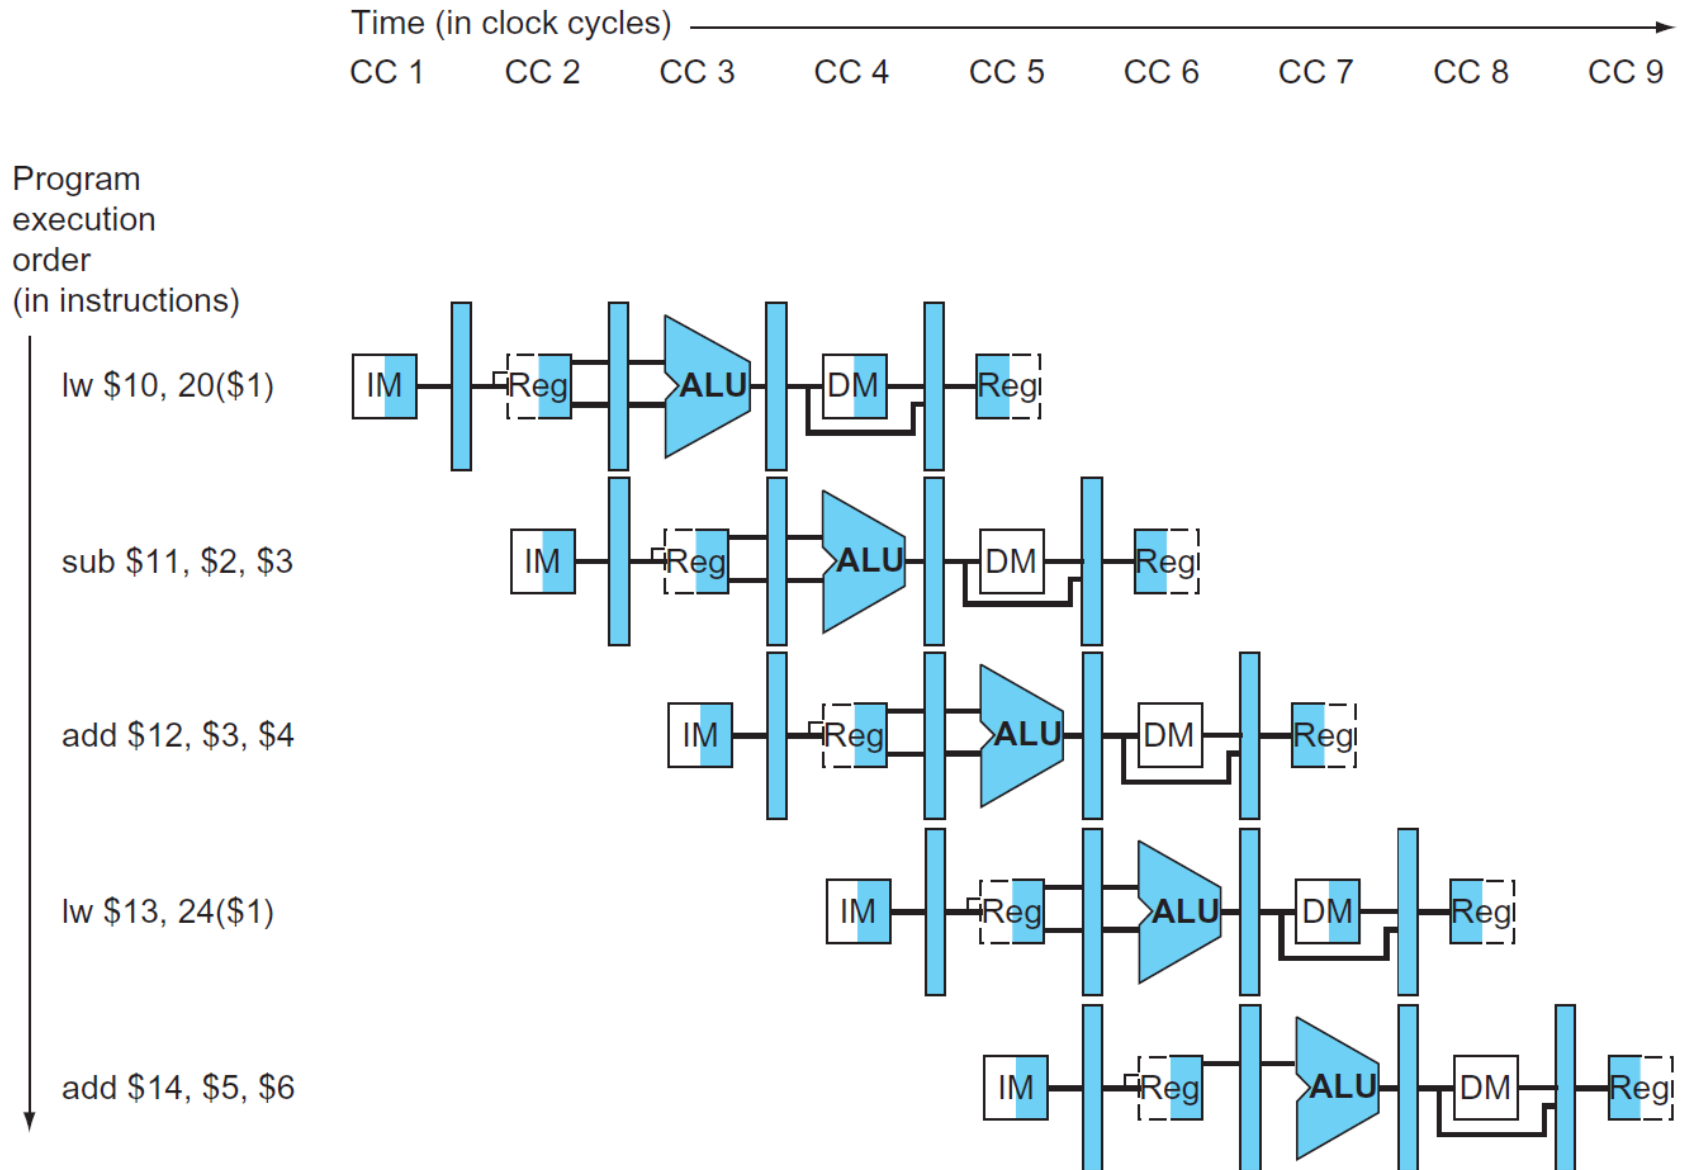 Time (in clock cycles)
CC 1 CC 2 CC 3 CC 4 CC 5 CC 6 CC 7 CC 8 CC 9
Program
execution
order
(in instructions)
lw $10, 20($1) IM Reg ALU DM Reg
sub $11, $2, $3 IM Reg ALU DM Reg
add $12, $3, $4 IM Reg ALU DM Reg
lw $13, 24($1) IM Reg ALU DM Reg
add $14, $5, $6 IM Reg ALU DM Reg